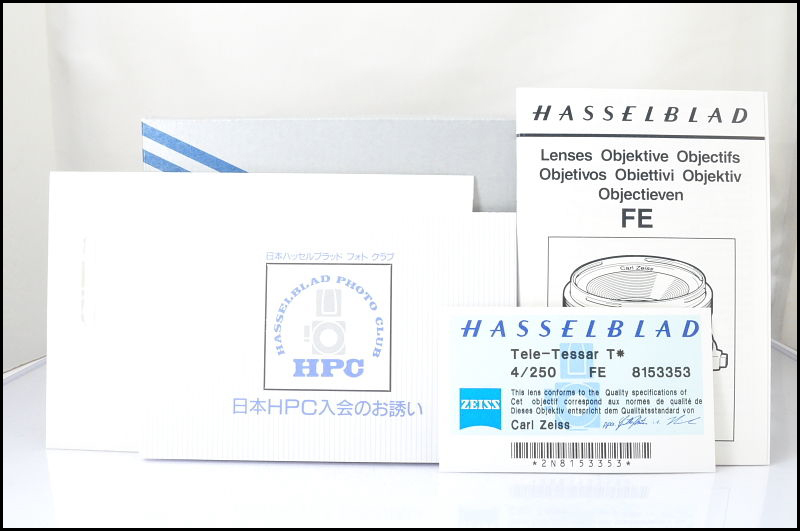 HASSELBLAD
Lenses Objektive Objectifs
Objetivos Obiettivi Objektiv
Objectieven
FE
Carl Zeiss
日本ハッセルブラッド フォト クラブ
HASSELBLAD PHOTO CLUB
HPC
日本HPC入会のお誘い
HASSELBLAD
Tele-Tessar T*
4/250 FE 8153353
ZEISS
This lens conforms to the Quality specifications of
Cet objectif correspond aux normes de qualité de
Dieses Objektiv entspricht dem Qualitätsstandard von
Carl Zeiss
*2N8153353*